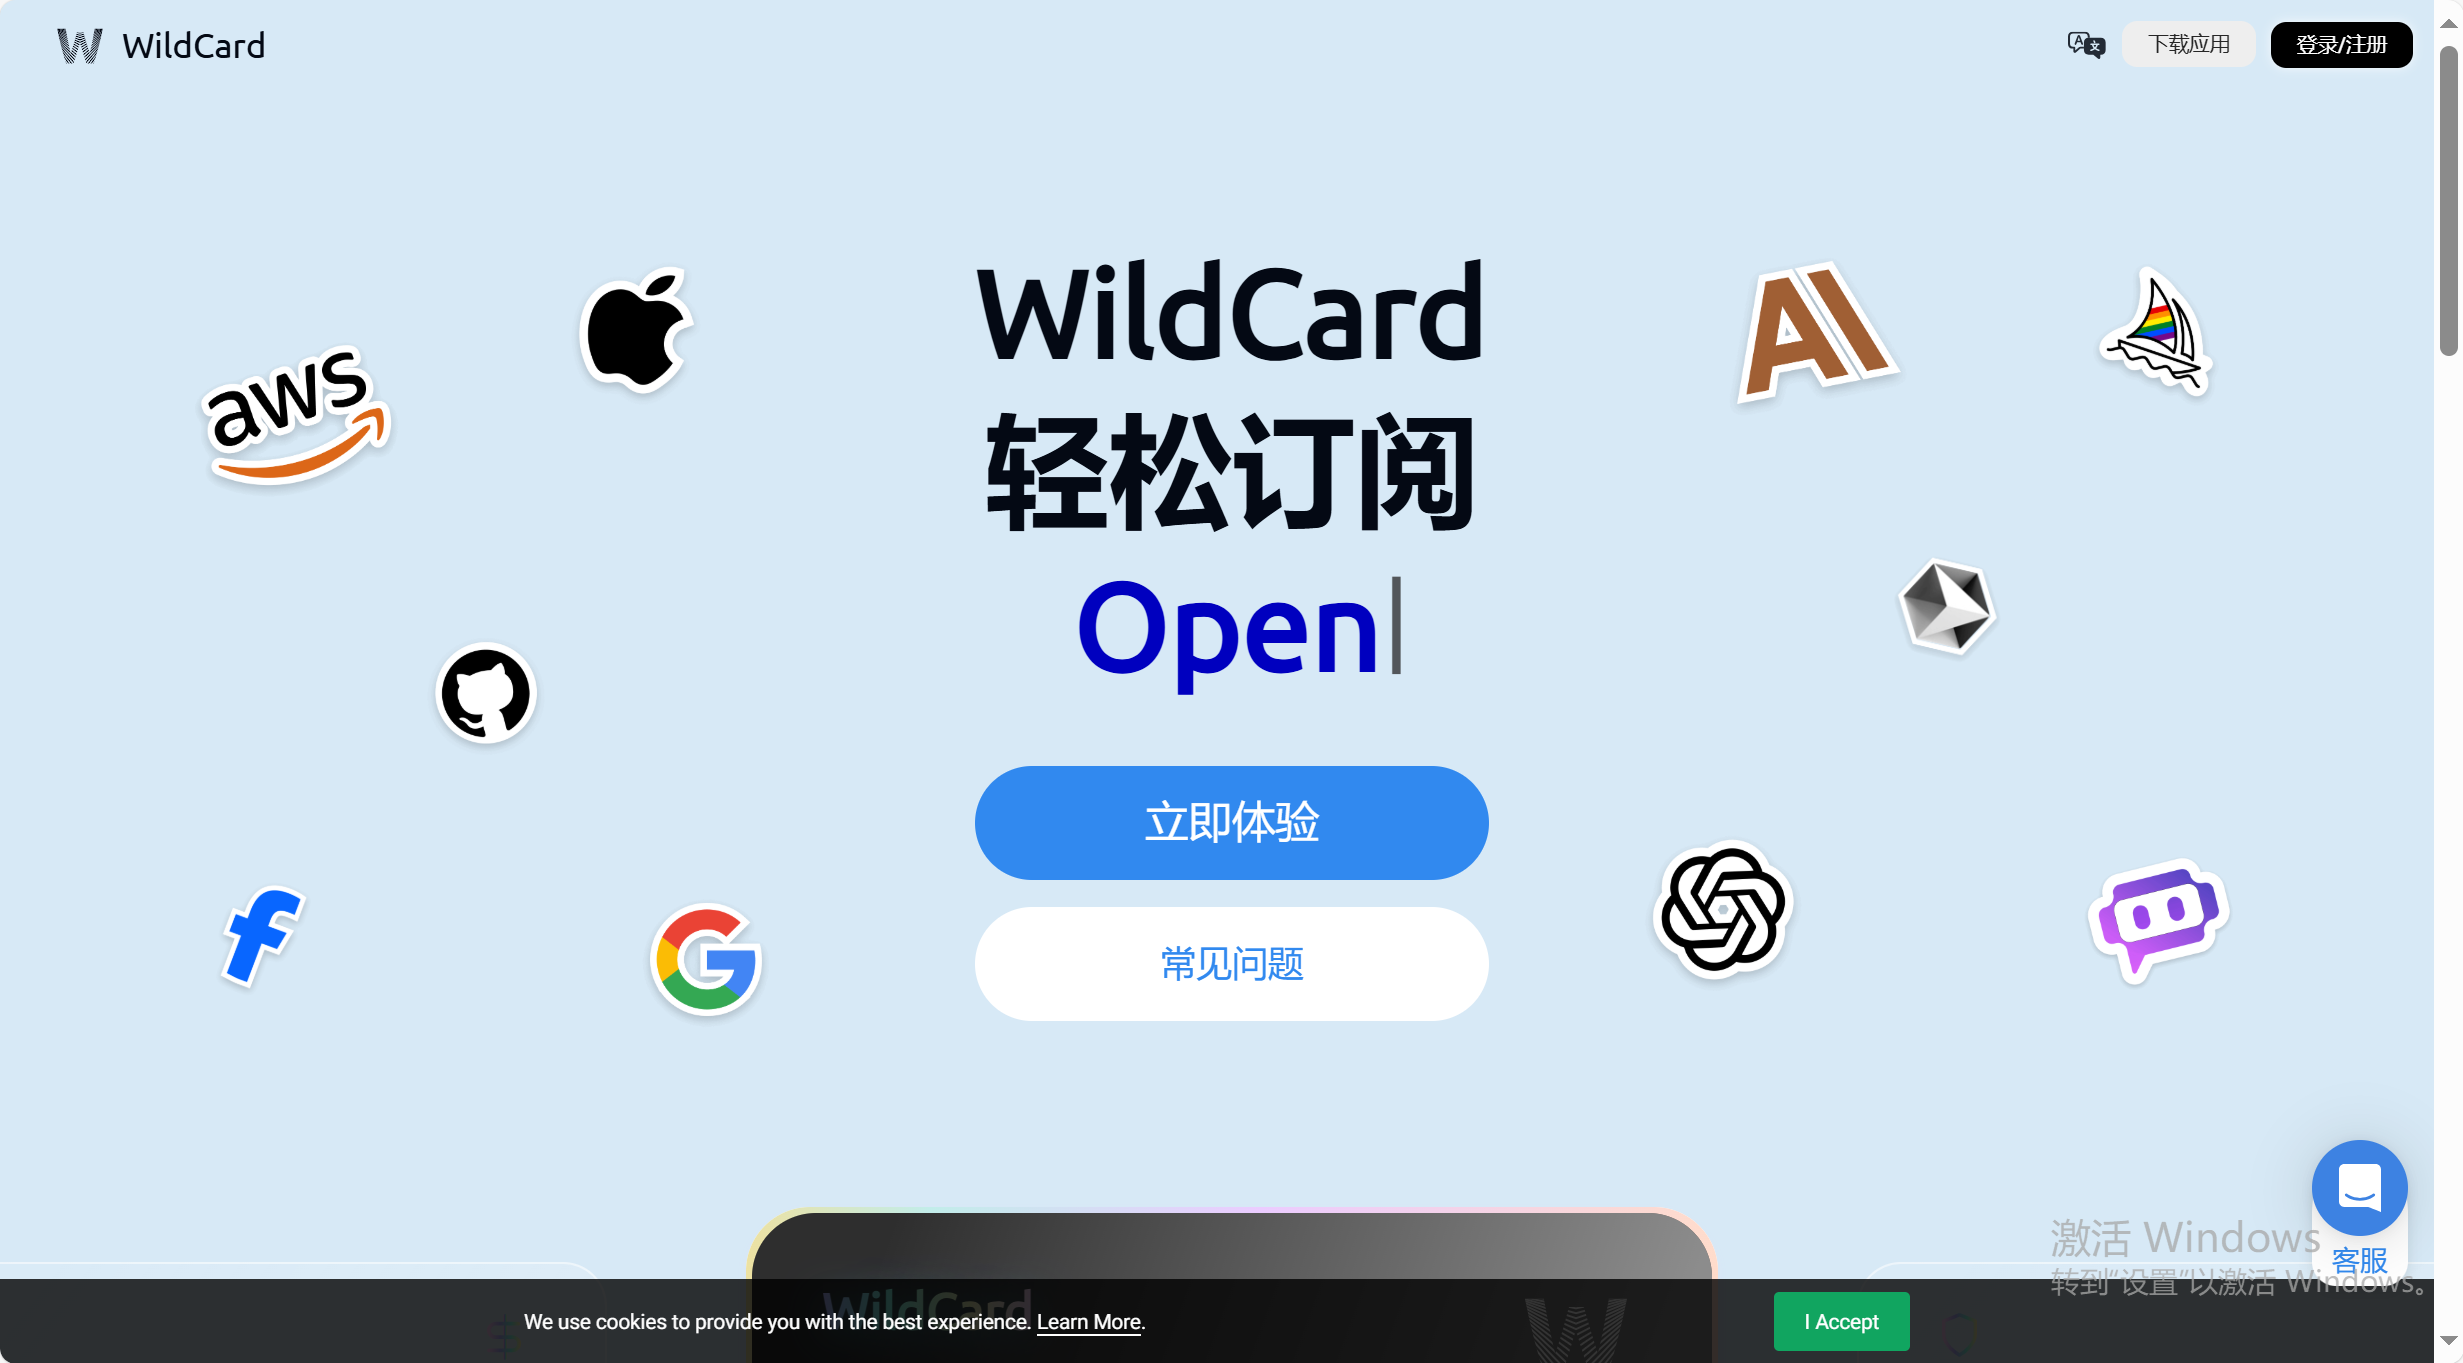 WildCard
下载应用
登录/注册
WildCard
轻松订阅
Open
aws
立即体验
常见问题
激活 Windows
转到"设置"以激活 Windows。
客服
WildCard
We use cookies to provide you with the best experience. Learn More.
I Accept